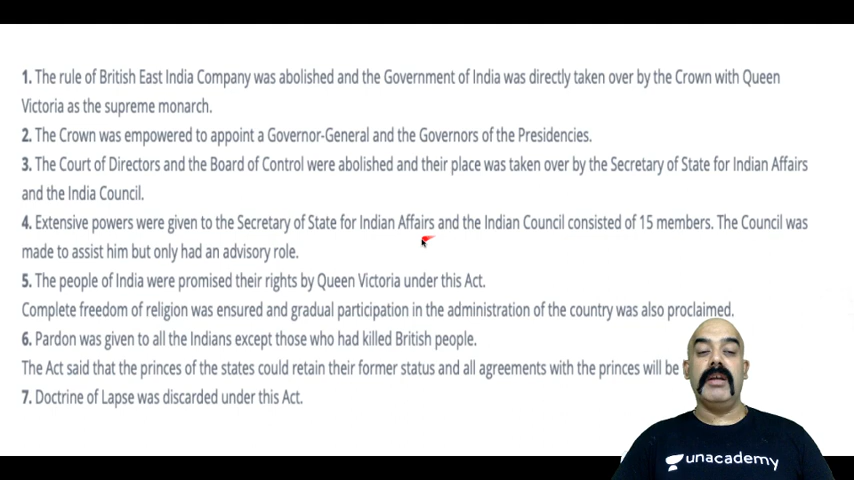 1. The rule of British East India Company was abolished and the Government of India was directly taken over by the Crown with Queen
Victoria as the supreme monarch.
2. The Crown was empowered to appoint a Governor-General and the Governors of the Presidencies.
3. The Court of Directors and the Board of Control were abolished and their place was taken over by the Secretary of State for Indian Affairs
and the India Council.
4. Extensive powers were given to the Secretary of State for Indian Affairs and the Indian Council consisted of 15 members. The Council was
made to assist him but only had an advisory role.
5. The people of India were promised their rights by Queen Victoria under this Act.
Complete freedom of religion was ensured and gradual participation in the administration of the country was also proclaimed.
6. Pardon was given to all the Indians except those who had killed British people.
The Act said that the princes of the states could retain their former status and all agreements with the princes will be
7. Doctrine of Lapse was discarded under this Act.
unacademy